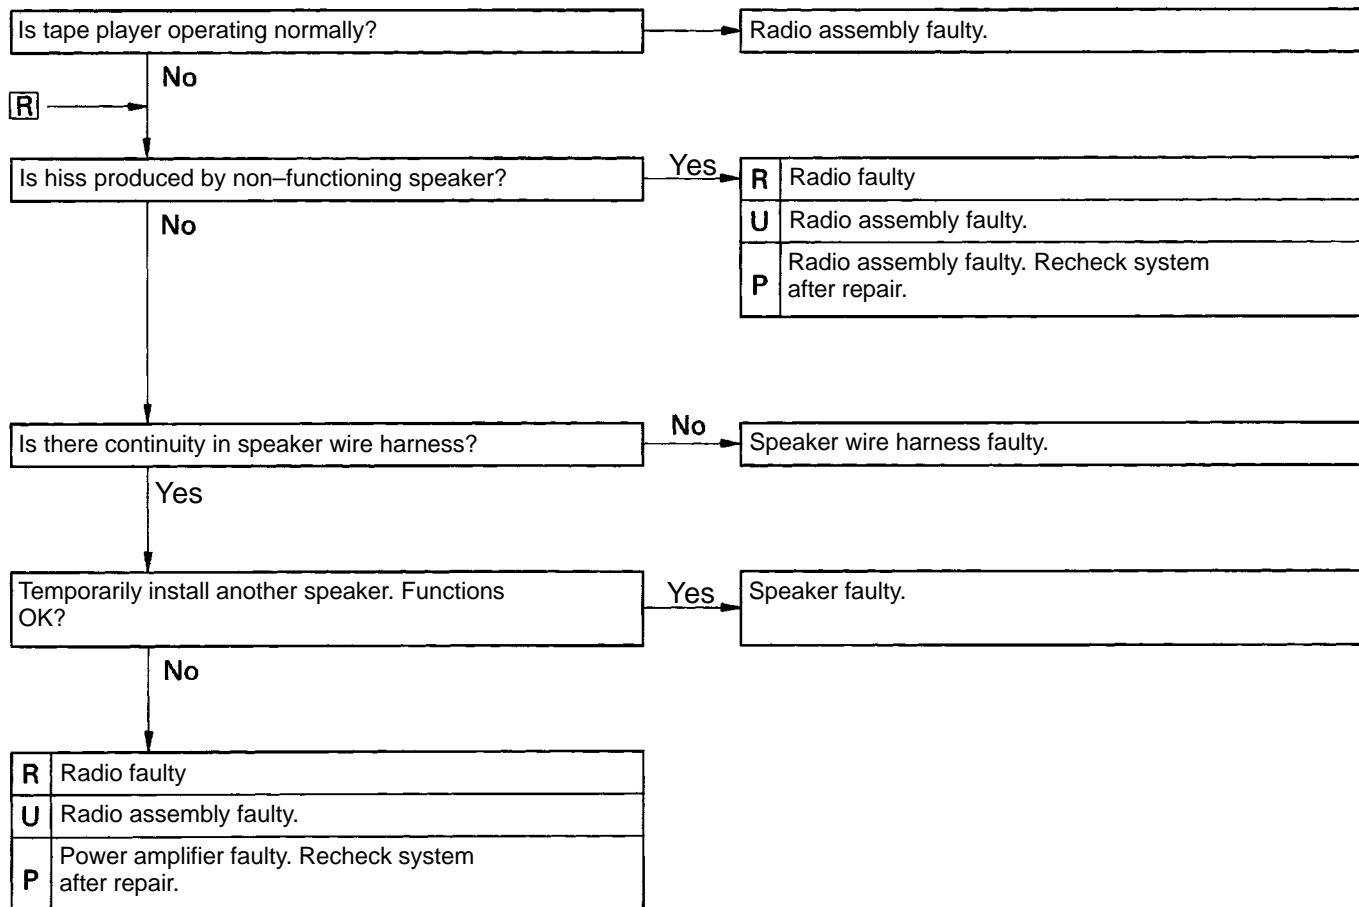 Is tape player operating normally?
Radio assembly faulty.
No
R
Is hiss produced by non–functioning speaker?
Yes
R Radio faulty
U Radio assembly faulty.
P Radio assembly faulty. Recheck system
after repair.
No
Is there continuity in speaker wire harness?
No
Speaker wire harness faulty.
Yes
Temporarily install another speaker. Functions
OK?
Yes
Speaker faulty.
No
R Radio faulty
U Radio assembly faulty.
P Power amplifier faulty. Recheck system
after repair.